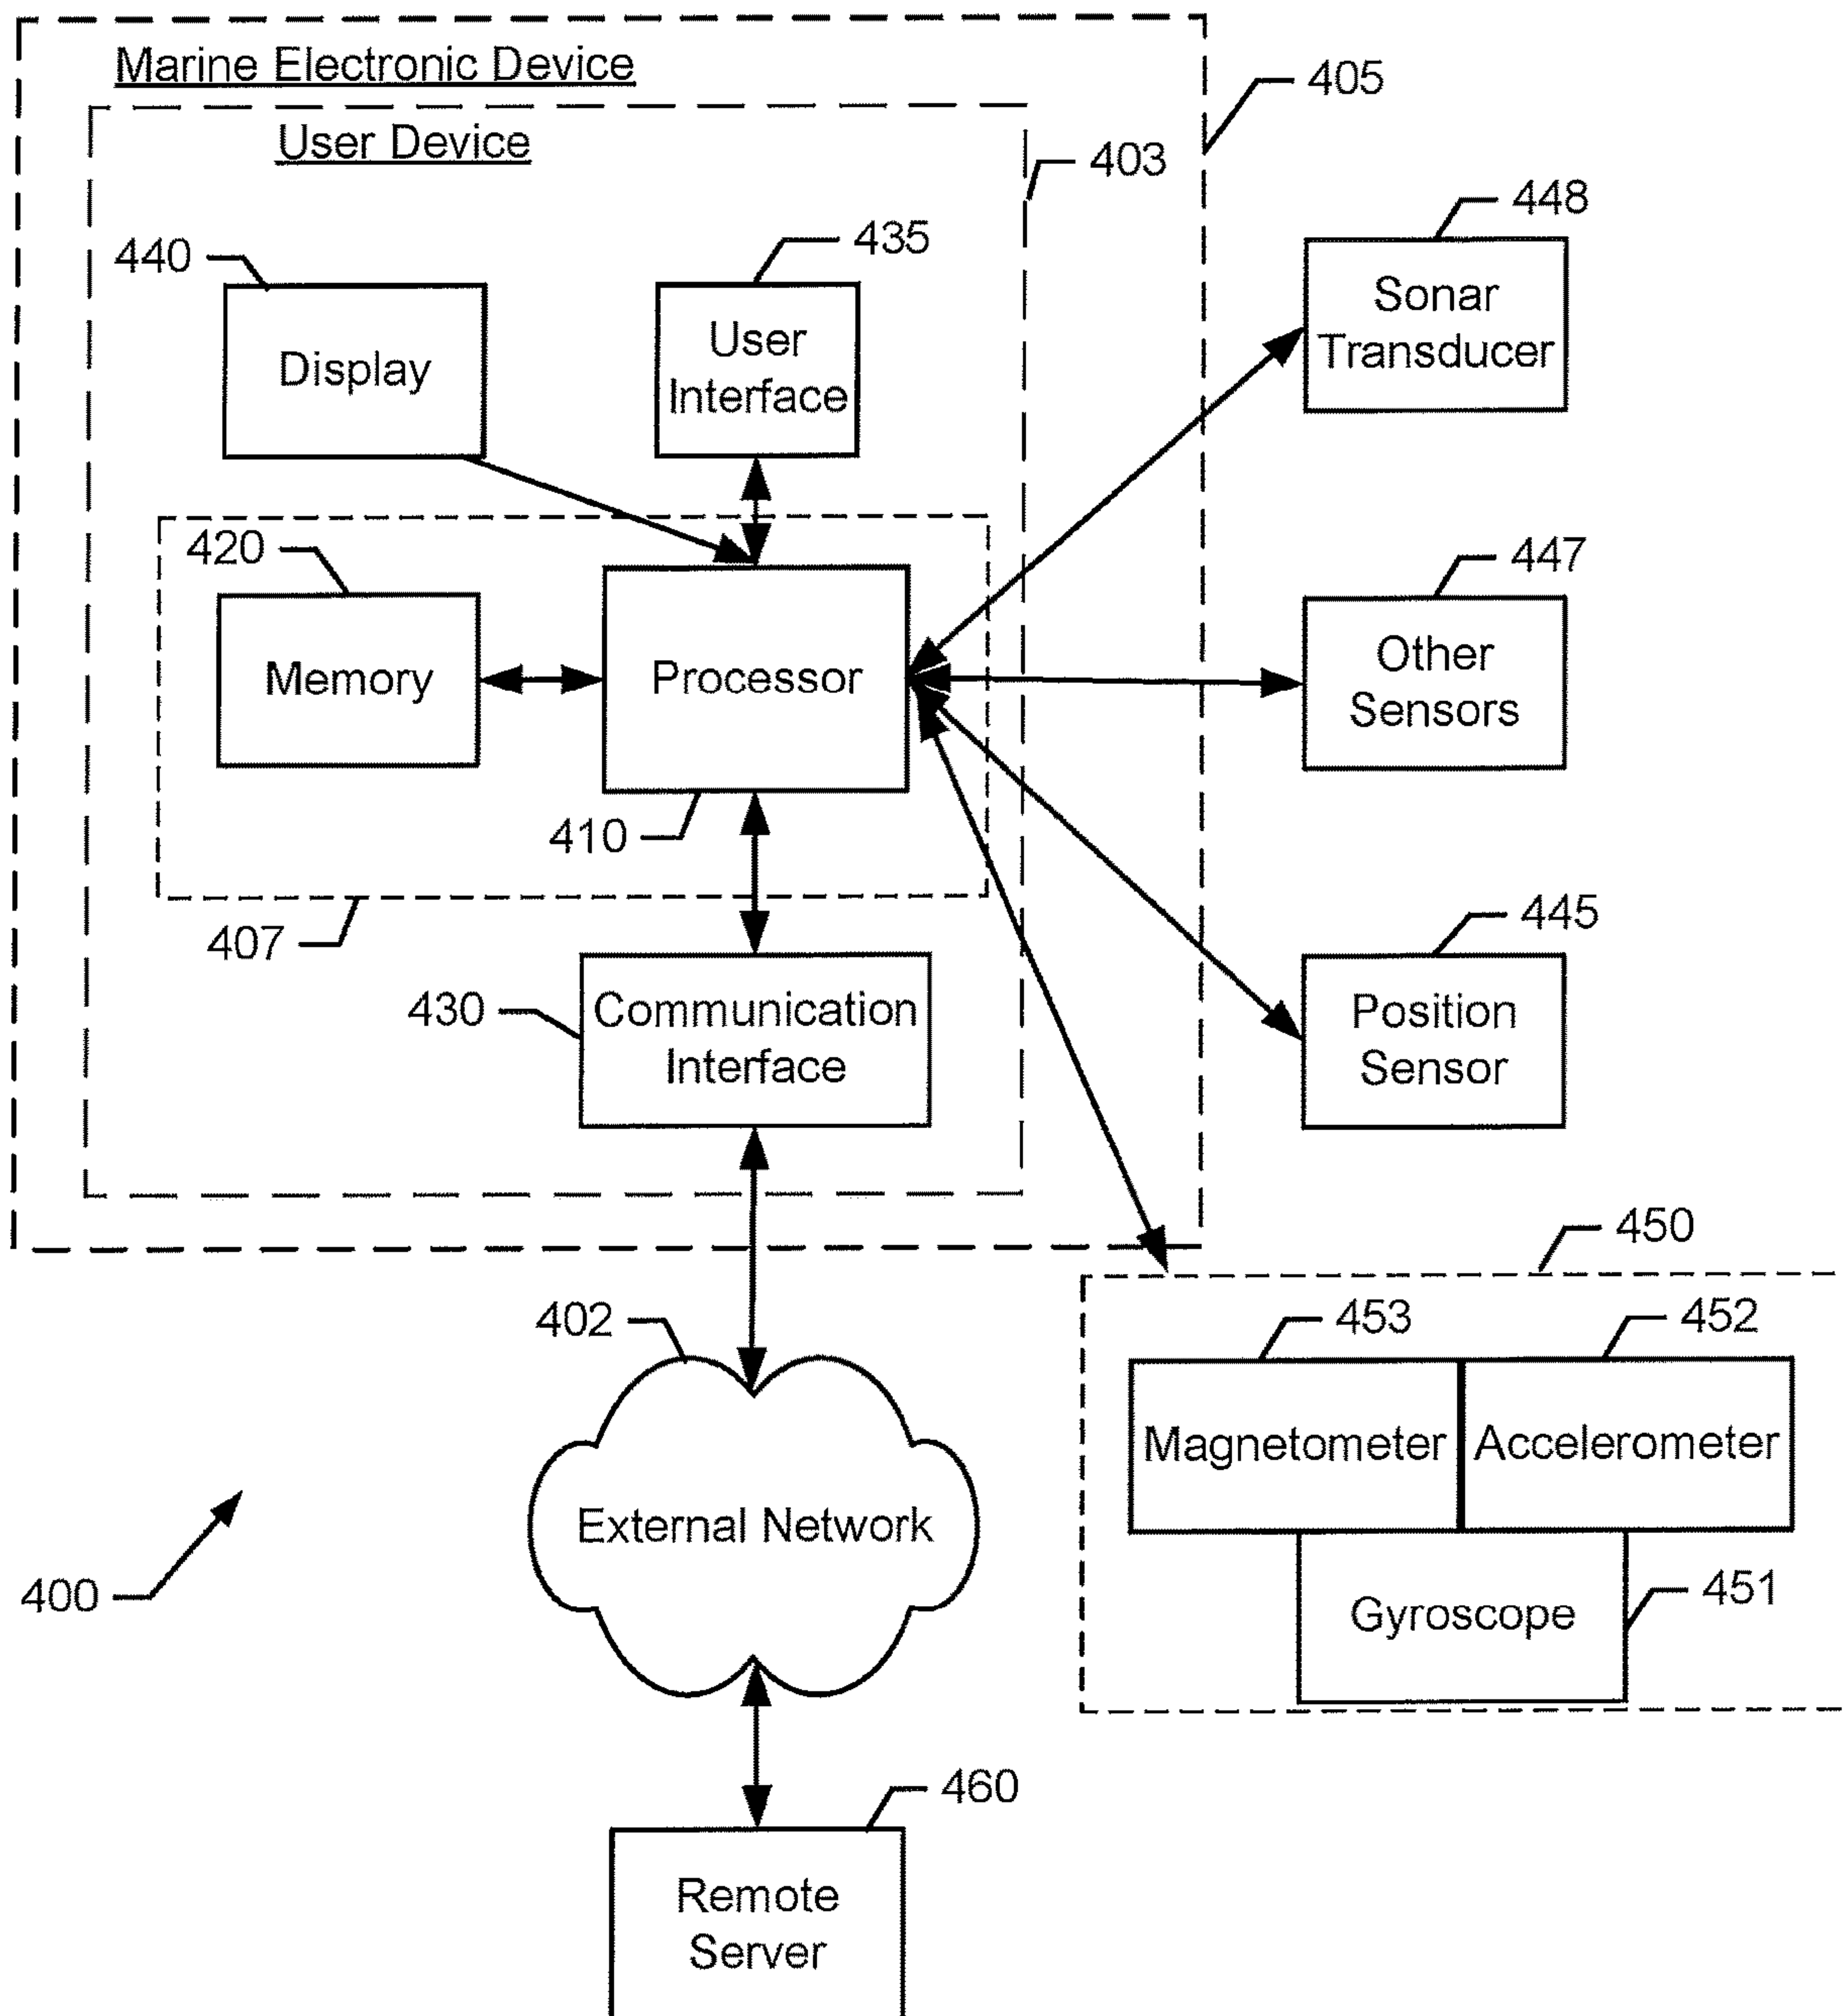 Marine Electronic Device
405
User Device
403
448
440
435
Sonar
Transducer
Display
User
Interface
420
447
Memory
Processor
Other
Sensors
410
407
445
430
Communication
Interface
Position
Sensor
450
402
453
452
Magnetometer
Accelerometer
External Network
400
451
Gyroscope
460
Remote
Server